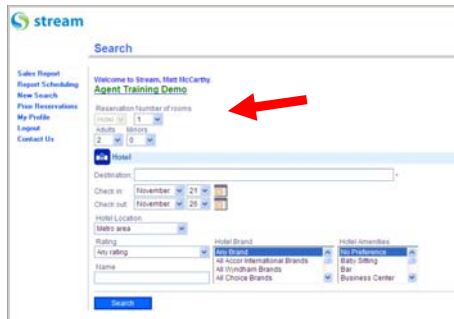 stream
Search
Sales Report
Report Scheduling
New Search
Prior Reservations
My Profile
Logout
Contact Us
Welcome to Stream, Matt McCarthy.
Agent Training Demo
Reservation Number of rooms
Hotel 1
Adults Minors
2 0
Hotel
Destination: *
Check in: November 21
Check out: November 26
Hotel Location
Metro area
Rating Hotel Brand Hotel Amenities
Any rating Any Brand No Preference
All Accor International Brands Baby Sitting
Name All Wyndham Brands Bar
All Choice Brands Business Center
Search